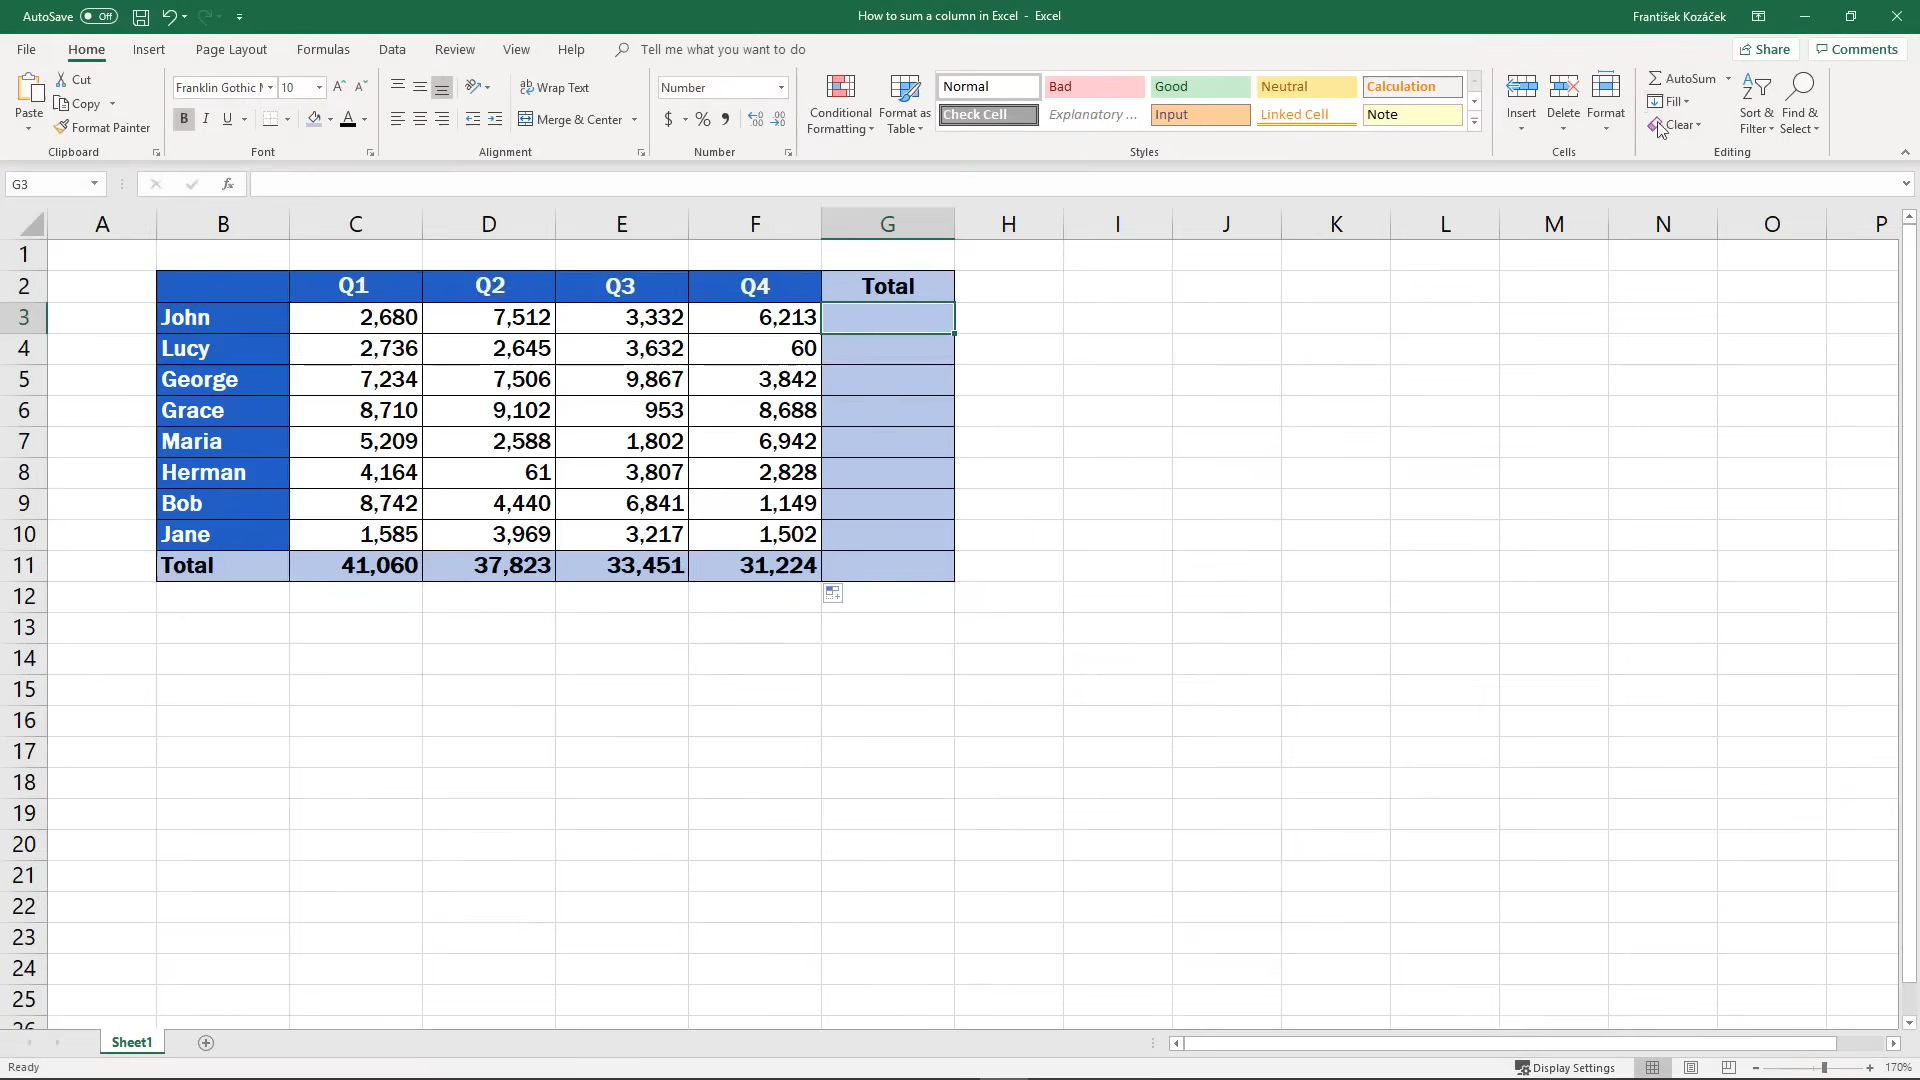 AutoSave Off How to sum a column in Excel - Excel František Kozáček
File Home Insert Page Layout Formulas Data Review View Help Tell me what you want to do Share Comments
Paste Cut Copy Format Painter Clipboard
Franklin Gothic M 10 A A B I U A Font
Wrap Text Merge & Center Alignment
Number $ % Number
Conditional Formatting Format as Table
Normal Bad Good Neutral Calculation
Check Cell Explanatory ... Input Linked Cell Note
Styles
Insert Delete Format Cells
AutoSum Fill Clear Sort & Filter Find & Select Editing
G3 fx
A B C D E F G H I J K L M N O P
1
2 Q1 Q2 Q3 Q4 Total
3 John 2,680 7,512 3,332 6,213
4 Lucy 2,736 2,645 3,632 60
5 George 7,234 7,506 9,867 3,842
6 Grace 8,710 9,102 953 8,688
7 Maria 5,209 2,588 1,802 6,942
8 Herman 4,164 61 3,807 2,828
9 Bob 8,742 4,440 6,841 1,149
10 Jane 1,585 3,969 3,217 1,502
11 Total 41,060 37,823 33,451 31,224
12
13
14
15
16
17
18
19
20
21
22
23
24
25
26
Sheet1
Ready Display Settings 170%